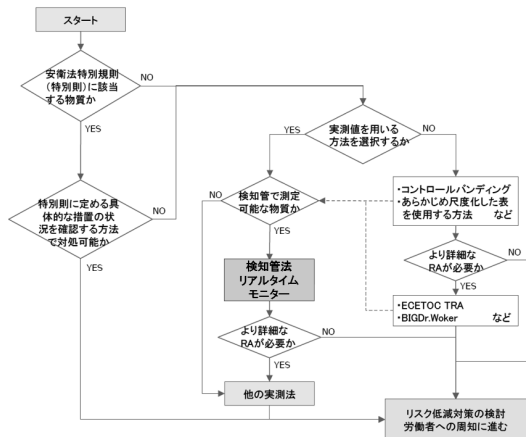 スタート
安衛法特別規則
(特別則)に該当
する物質か
NO
YES
実測値を用いる
方法を選択するか
YES
NO
特別則に定める具
体的な措置の状
況を確認する方法
で対処可能か
NO
YES
検知管で測定
可能な物質か
NO
YES
・コントロールバンディング
・あらかじめ尺度化した表
を使用する方法 など
検知管法
リアルタイム
モニター
より詳細な
RAが必要か
NO
YES
・ECETOC TRA
・BIGDr.Woker など
より詳細な
RAが必要か
NO
YES
他の実測法
リスク低減対策の検討
労働者への周知に進む